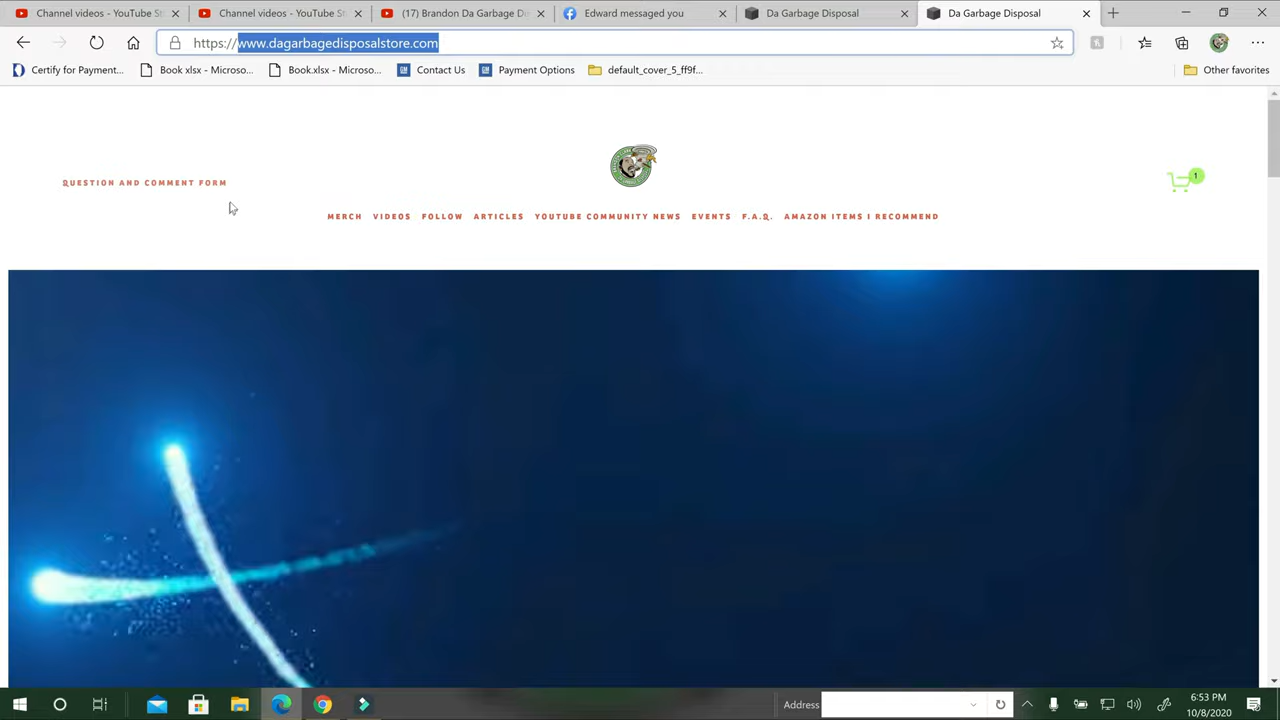 Channel videos - YouTube St
Channel videos - YouTube St
(17) Brandon Da Garbage Di
Edward messaged you
Da Garbage Disposal
Da Garbage Disposal
https://www.dagarbagedisposalstore.com
Certify for Payment...
Book xlsx - Microso...
Book.xlsx - Microso...
GM Contact Us
GM Payment Options
default_cover_5_ff9f...
Other favorites
QUESTION AND COMMENT FORM
1
MERCH VIDEOS FOLLOW ARTICLES YOUTUBE COMMUNITY NEWS EVENTS F.A.Q. AMAZON ITEMS I RECOMMEND
Address
6:53 PM
10/8/2020